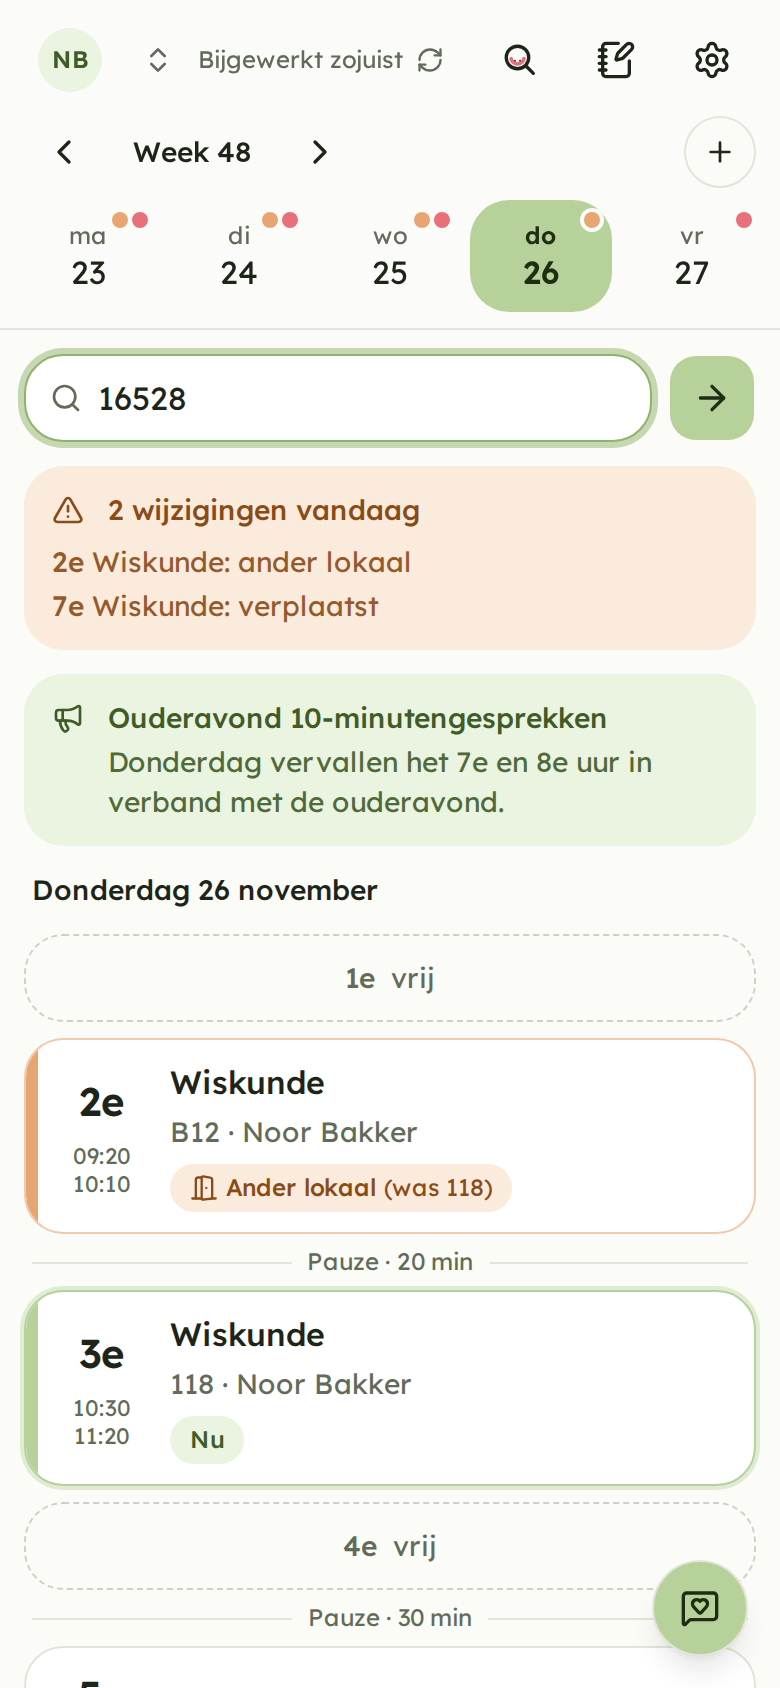 NB Bijgewerkt zojuist
Week 48
ma di wo do vr
23 24 25 26 27
16528
2 wijzigingen vandaag
2e Wiskunde: ander lokaal
7e Wiskunde: verplaatst
Ouderavond 10-minutengesprekken
Donderdag vervallen het 7e en 8e uur in
verband met de ouderavond.
Donderdag 26 november
1e vrij
2e
09:20
10:10
Wiskunde
B12 · Noor Bakker
Ander lokaal (was 118)
Pauze · 20 min
3e
10:30
11:20
Wiskunde
118 · Noor Bakker
Nu
4e vrij
Pauze · 30 min